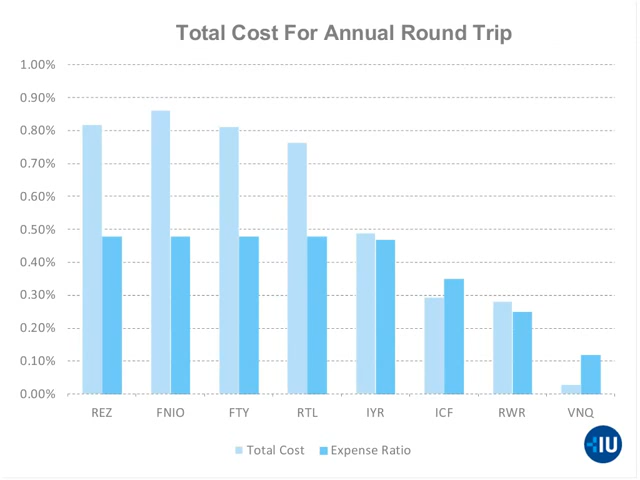 Total Cost For Annual Round Trip
1.00%
0.90%
0.80%
0.70%
0.60%
0.50%
0.40%
0.30%
0.20%
0.10%
0.00%
REZ FNIO FTY RTL IYR ICF RWR VNQ
Total Cost Expense Ratio
IU